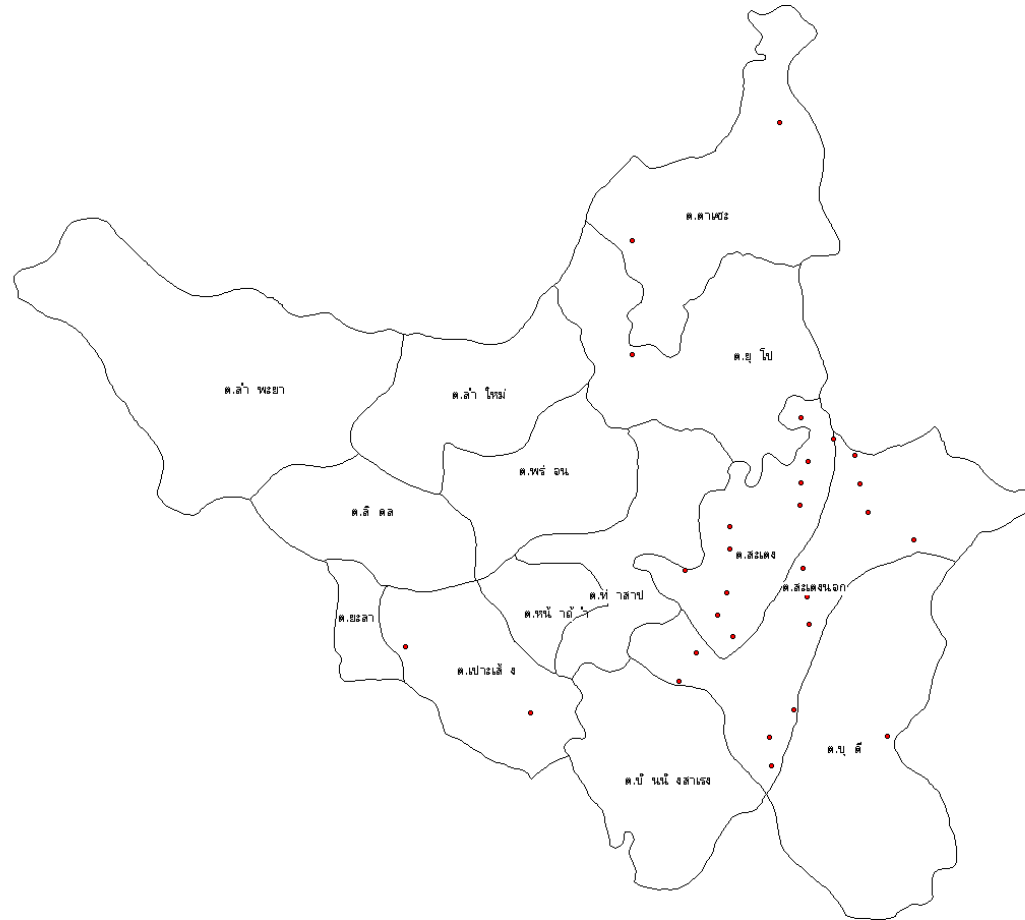 ต.ตาเซะ
ต.ยุโป
ต.ลำพะยา
ต.ลำใหม่
ต.พร่อน
ต.ลิดล
ต.สะเตง
ต.สะเตงนอก
ต.ท่าสาป
ต.หน้าถ้ำ
ต.ยะลา
ต.เปาะเส้ง
ต.บุดี
ต.บันนังสาเรง